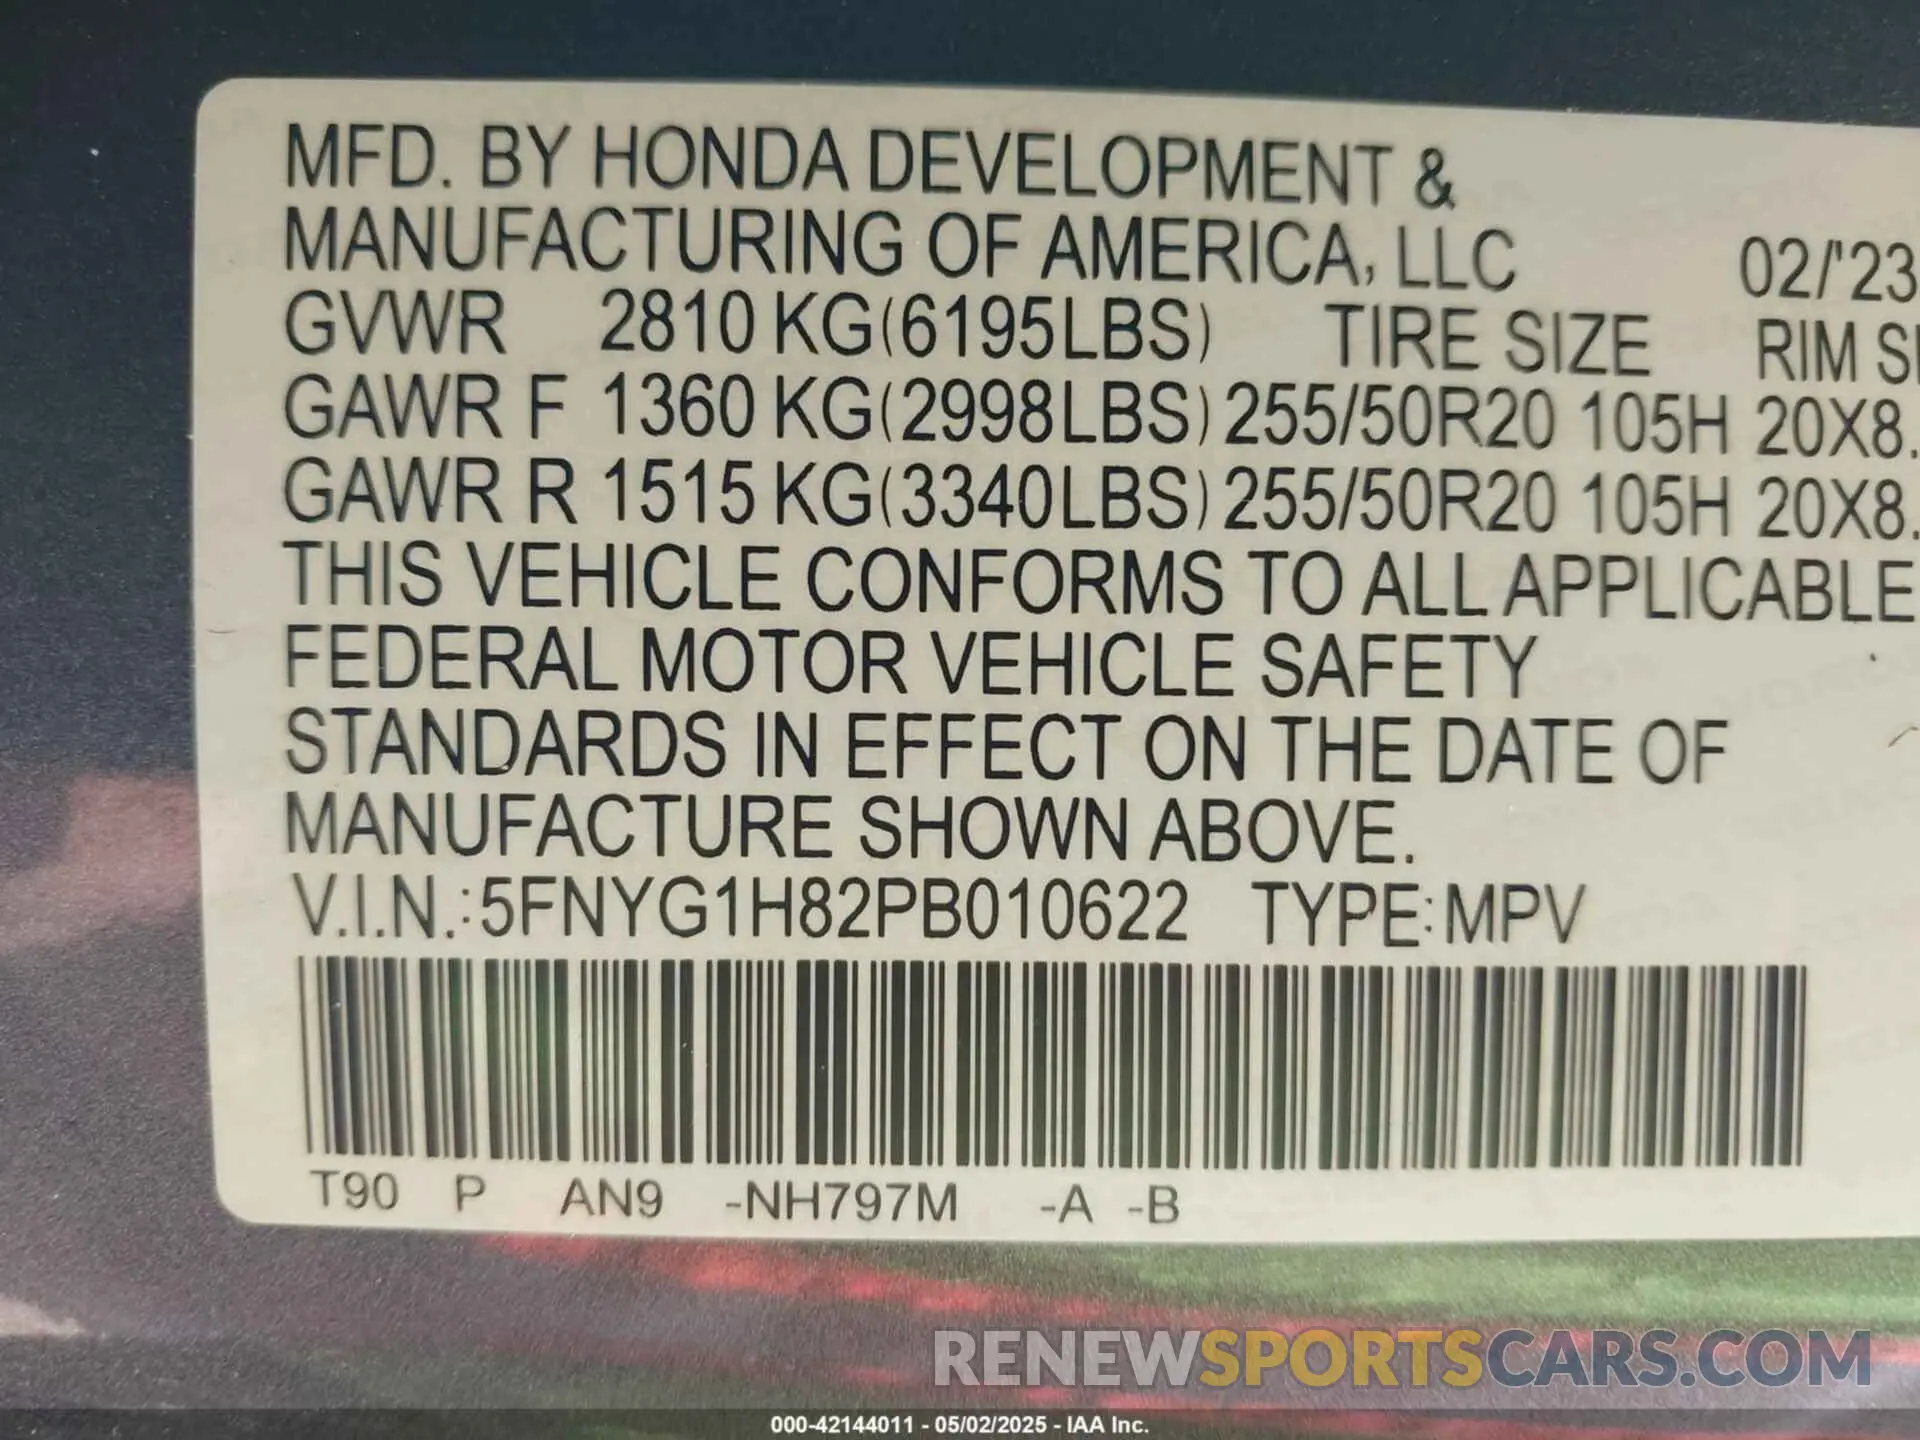 MFD. BY HONDA DEVELOPMENT &
MANUFACTURING OF AMERICA, LLC 02/'23
GVWR 2810 KG(6195LBS) TIRE SIZE RIM
GAWR F 1360 KG(2998LBS) 255/50R20 105H 20X8.
GAWR R 1515 KG(3340LBS) 255/50R20 105H 20X8.
THIS VEHICLE CONFORMS TO ALL APPLICABLE
FEDERAL MOTOR VEHICLE SAFETY
STANDARDS IN EFFECT ON THE DATE OF
MANUFACTURE SHOWN ABOVE.
V.I.N.:5FNYG1H82PB010622 TYPE:MPV
T90 P AN9 -NH797M -A -B
RENEWSPORTSCARS.COM
000-42144011 - 05/02/2025 - IAA Inc.